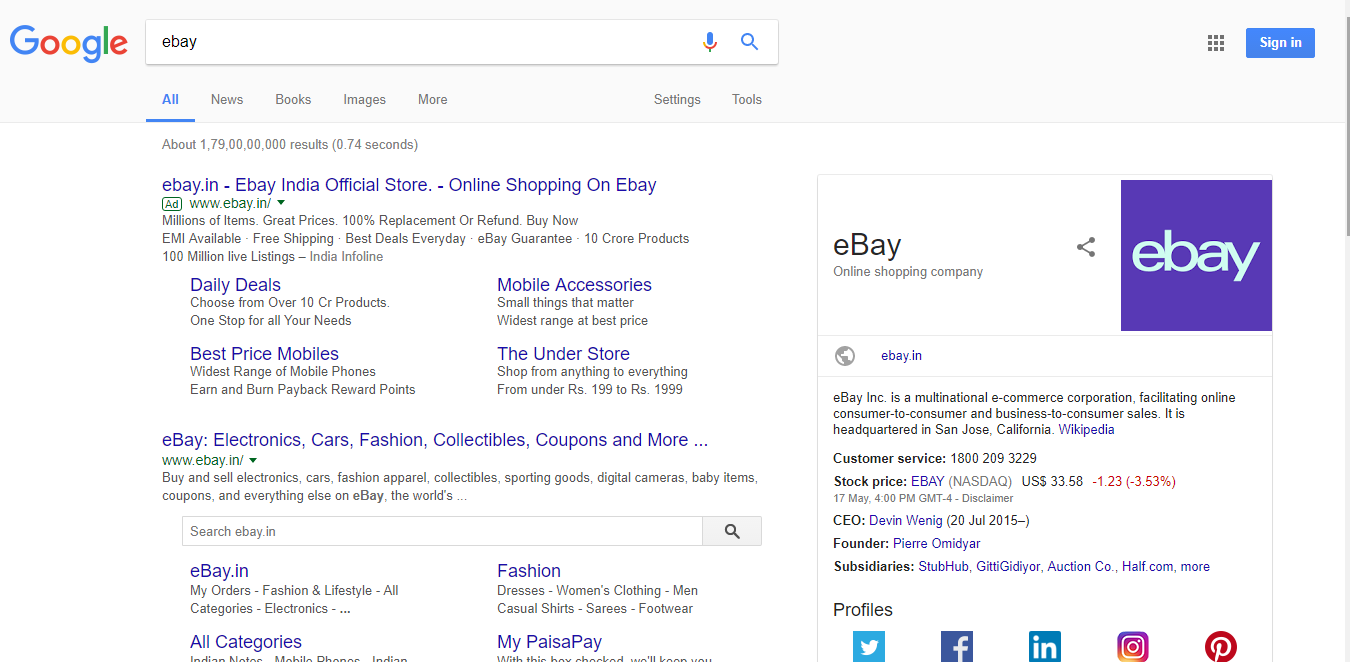 Google
ebay
Sign in
All News Books Images More Settings Tools
About 1,79,00,00,000 results (0.74 seconds)
ebay.in - Ebay India Official Store. - Online Shopping On Ebay
Ad www.ebay.in/
Millions of Items. Great Prices. 100% Replacement Or Refund. Buy Now
EMI Available · Free Shipping · Best Deals Everyday · eBay Guarantee · 10 Crore Products
100 Million live Listings – India Infoline
Daily Deals
Choose from Over 10 Cr Products.
One Stop for all Your Needs
Mobile Accessories
Small things that matter
Widest range at best price
Best Price Mobiles
Widest Range of Mobile Phones
Earn and Burn Payback Reward Points
The Under Store
Shop from anything to everything
From under Rs. 199 to Rs. 1999
eBay: Electronics, Cars, Fashion, Collectibles, Coupons and More ...
www.ebay.in/
Buy and sell electronics, cars, fashion apparel, collectibles, sporting goods, digital cameras, baby items,
coupons, and everything else on eBay, the world's ...
Search ebay.in
eBay.in
My Orders - Fashion & Lifestyle - All
Categories - Electronics - ...
Fashion
Dresses - Women's Clothing - Men
Casual Shirts - Sarees - Footwear
All Categories
Indian Notes - Mobile Phones - Indian
My PaisaPay
With this box checked, we'll keep you
eBay
Online shopping company
ebay
ebay.in
eBay Inc. is a multinational e-commerce corporation, facilitating online
consumer-to-consumer and business-to-consumer sales. It is
headquartered in San Jose, California. Wikipedia
Customer service: 1800 209 3229
Stock price: EBAY (NASDAQ) US$ 33.58 -1.23 (-3.53%)
17 May, 4:00 PM GMT-4 - Disclaimer
CEO: Devin Wenig (20 Jul 2015–)
Founder: Pierre Omidyar
Subsidiaries: StubHub, GittiGidiyor, Auction Co., Half.com, more
Profiles